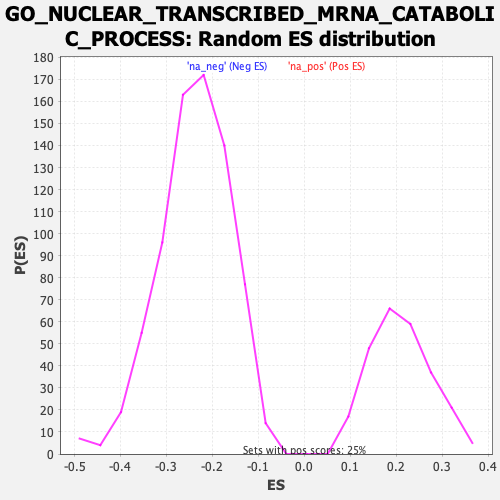 GO_NUCLEAR_TRANSCRIBED_MRNA_CATABOLI
C_PROCESS: Random ES distribution
'na_neg' (Neg ES) 'na_pos' (Pos ES)
180
170
160
150
140
130
120
110
100
90
80
70
60
50
40
30
20
10
0
P(ES)
Sets with pos scores: 25%
-0.5 -0.4 -0.3 -0.2 -0.1 0.0 0.1 0.2 0.3 0.4
ES